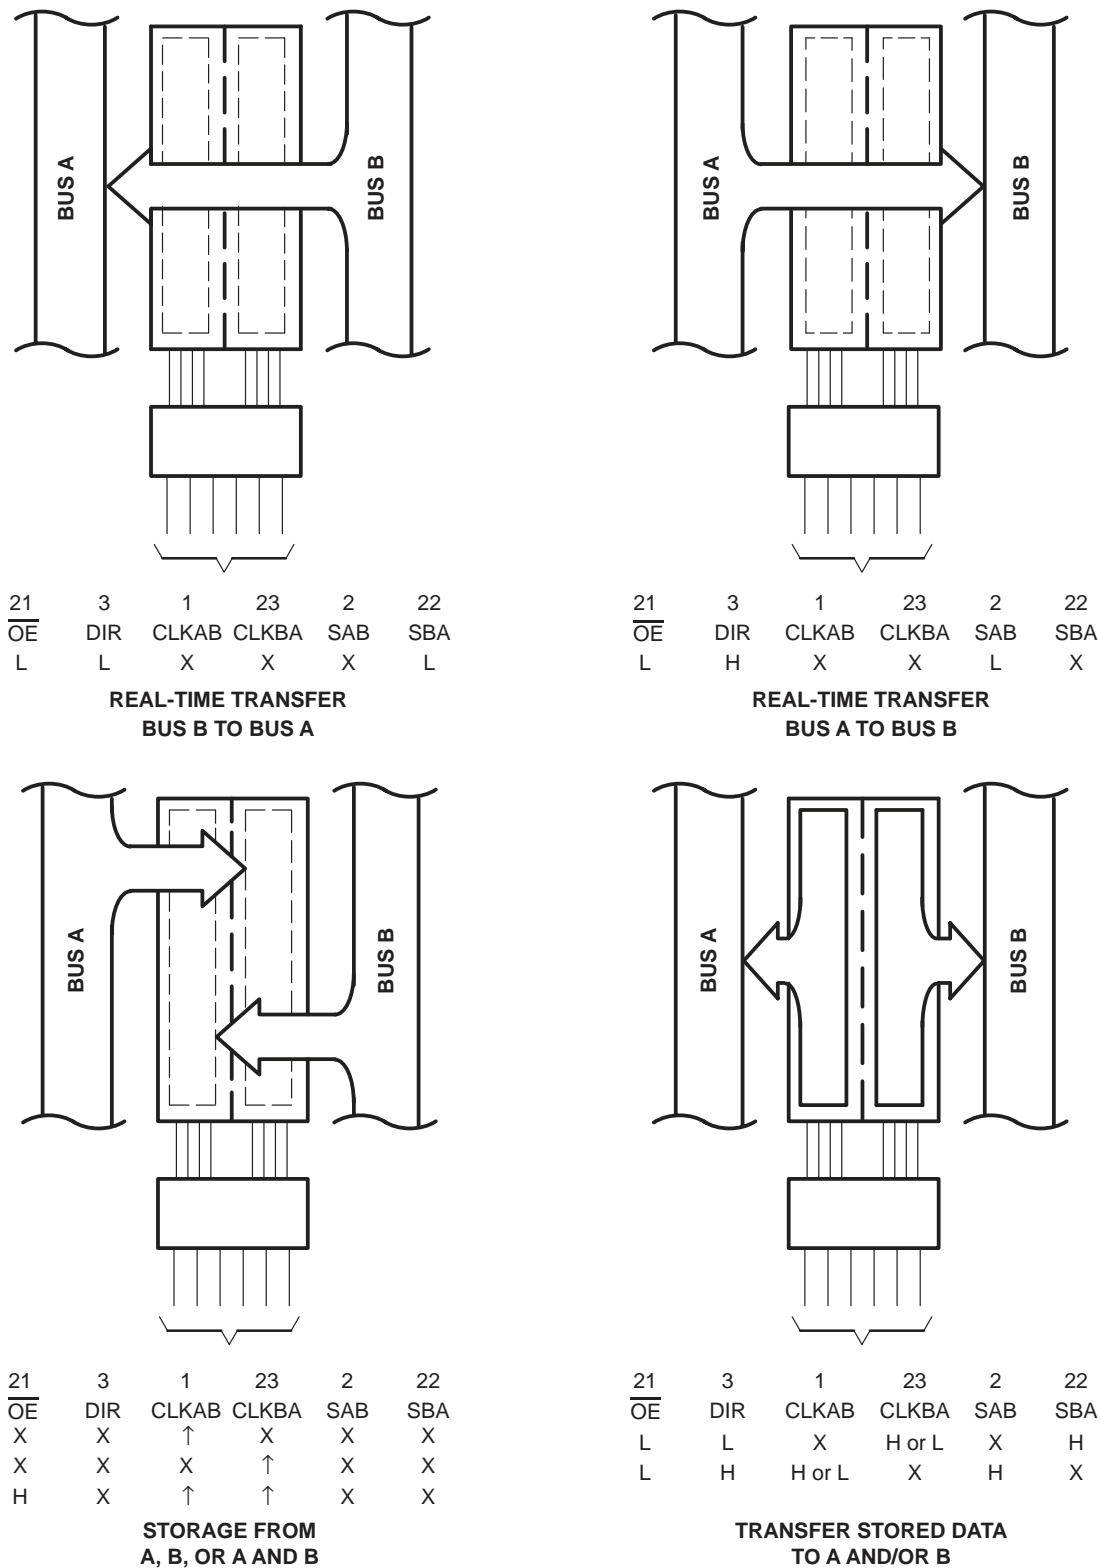 BUS A
BUS B
21 3 1 23 2 22
OE DIR CLKAB CLKBA SAB SBA
L L X X X L
REAL-TIME TRANSFER
BUS B TO BUS A
BUS A
BUS B
21 3 1 23 2 22
OE DIR CLKAB CLKBA SAB SBA
L H X X L X
REAL-TIME TRANSFER
BUS A TO BUS B
BUS A
BUS B
21 3 1 23 2 22
OE DIR CLKAB CLKBA SAB SBA
X X ↑ X X X
X X X ↑ X X
H X ↑ ↑ X X
STORAGE FROM
A, B, OR A AND B
BUS A
BUS B
21 3 1 23 2 22
OE DIR CLKAB CLKBA SAB SBA
L L X H or L X H
L H H or L X H X
TRANSFER STORED DATA
TO A AND/OR B